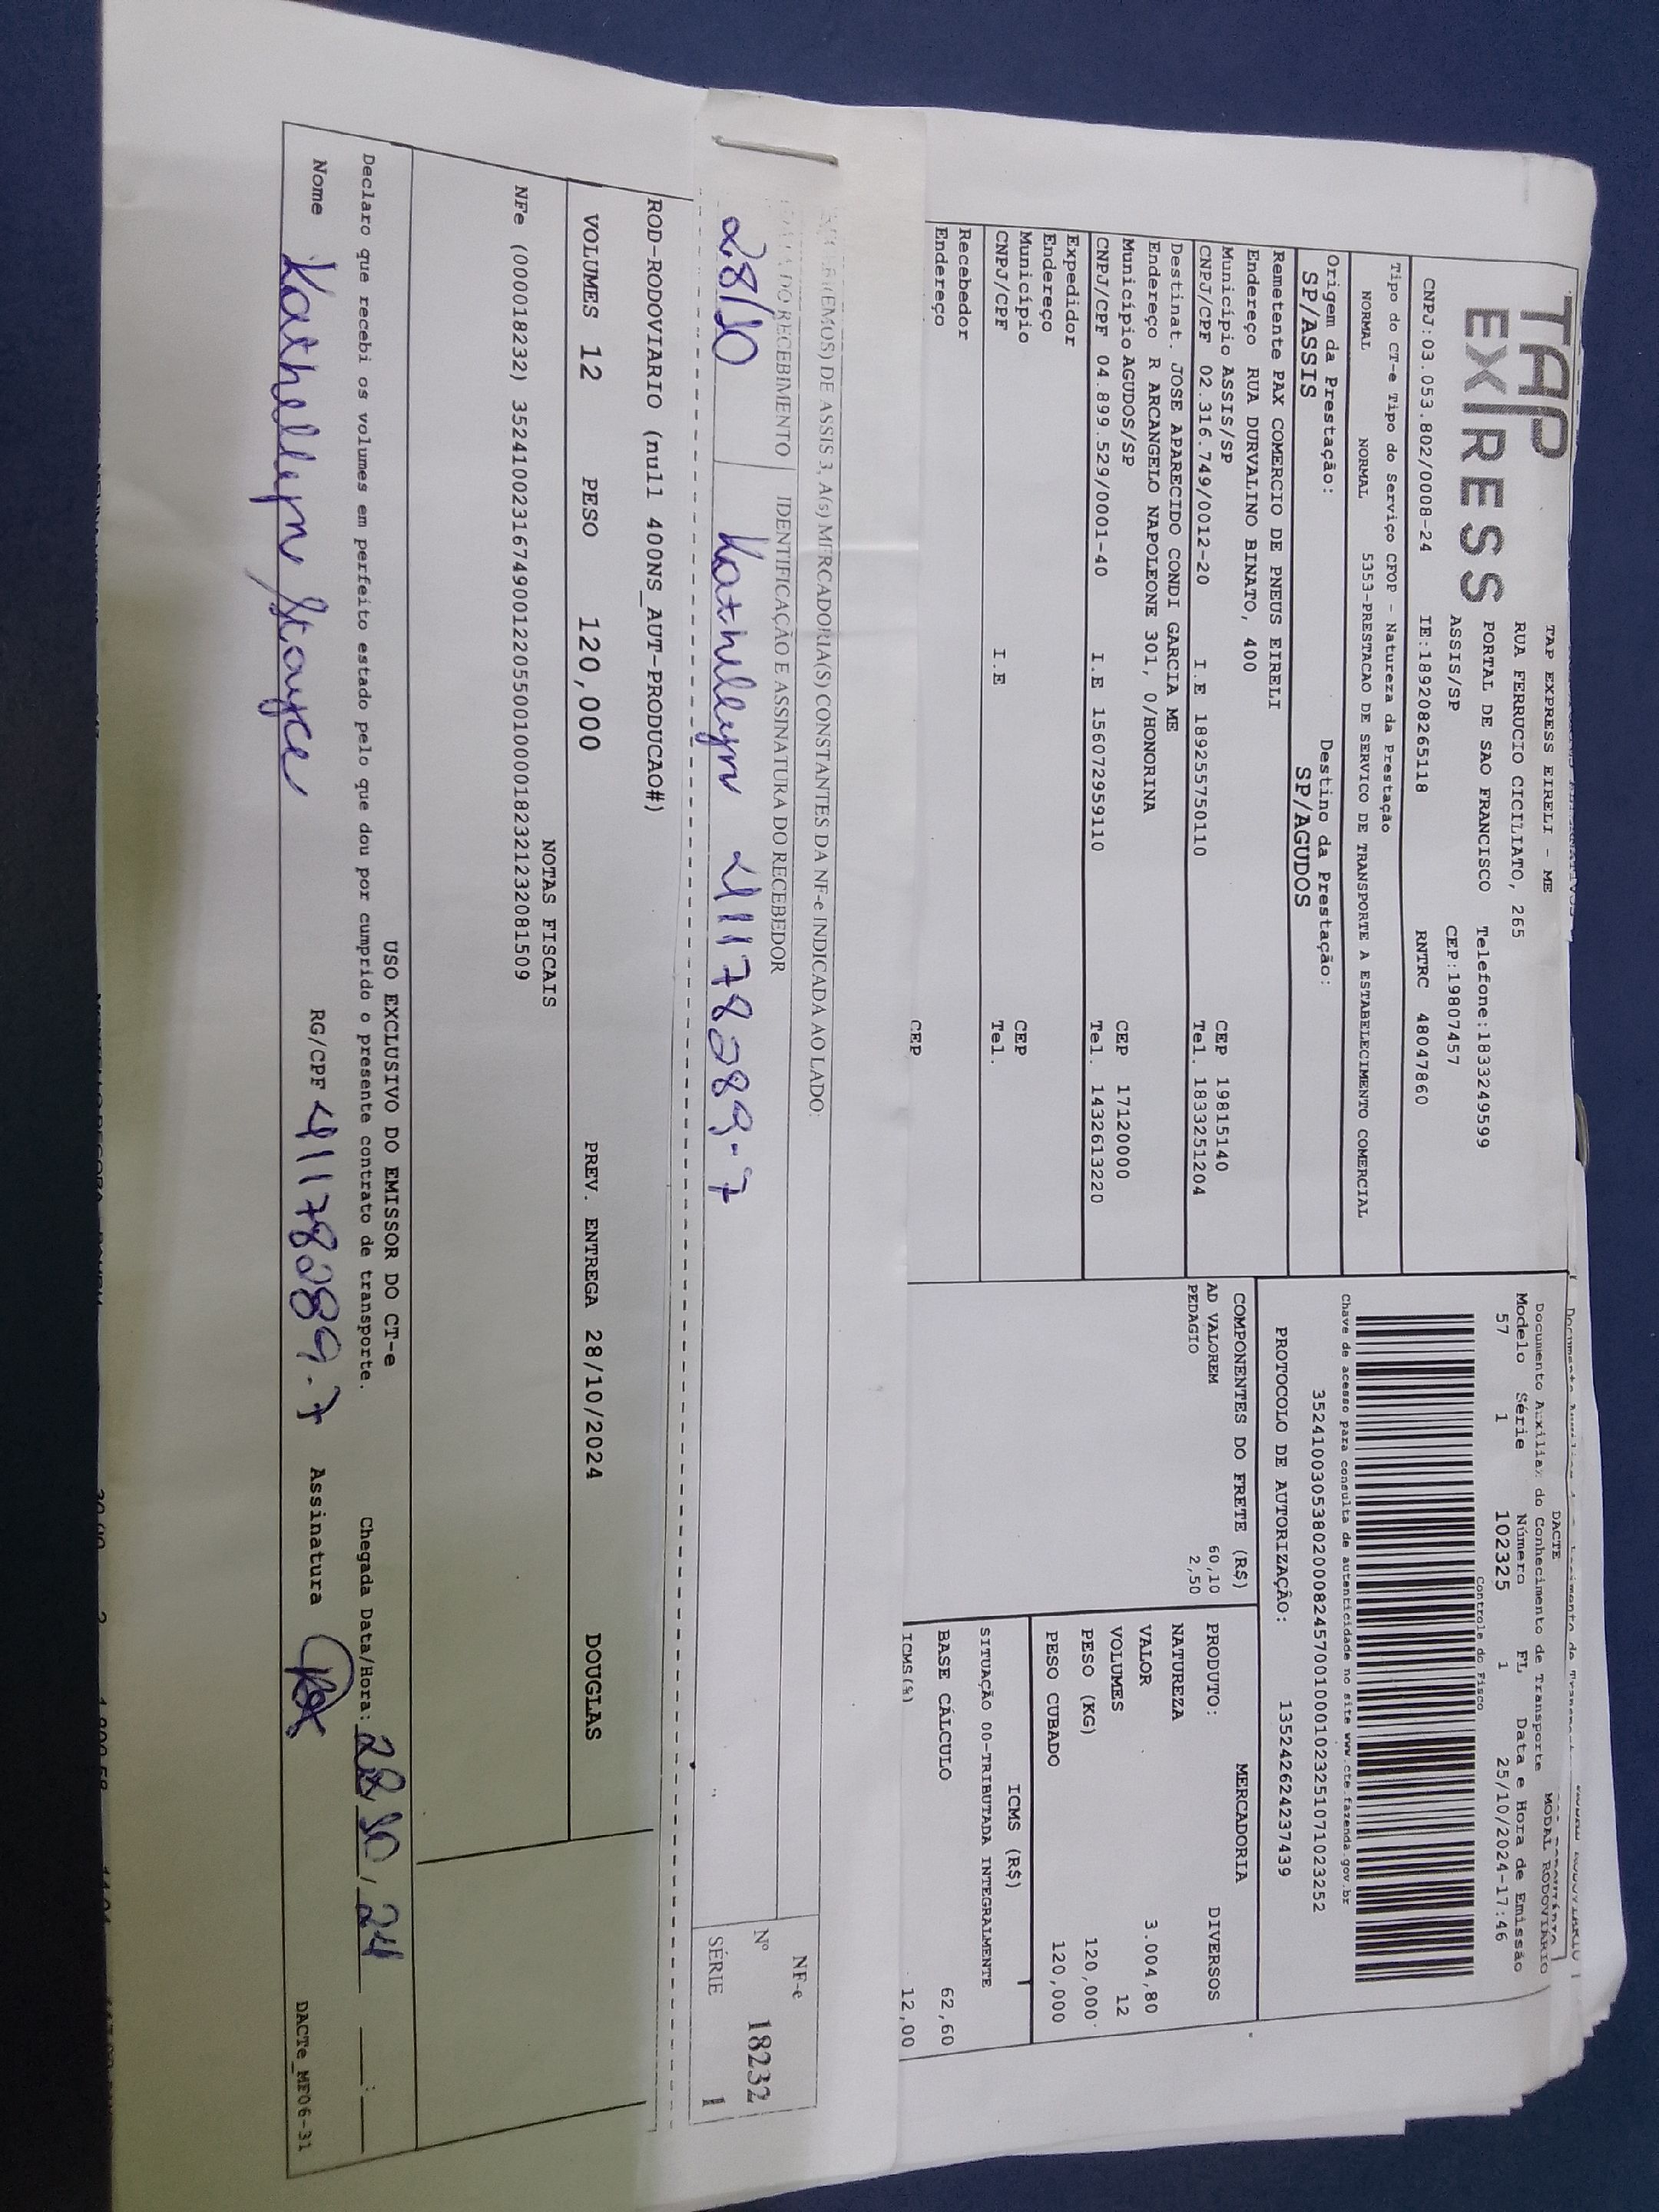 TAP
EXPRESS
TAP EXPRESS EIRELI - ME
RUA FERRUCIO CICILIATO, 265
PORTAL DE SAO FRANCISCO Telefone:1833249599
ASSIS/SP CEP:19807457
CNPJ:03.053.802/0008-24 IE:189208265118 RNTRC 48047860
DACTE
Documento Auxiliar do Conhecimento de Transporte MODAL RODOVIARIO
Modelo Série Número FL Data e Hora de Emissão
57 1 102325 1 25/10/2024-17:46
Controle do Fisco
Chave de acesso para consulta de autenticidade no site www.cte.fazenda.gov.br
35241003053802000824570010001023251071023252
PROTOCOLO DE AUTORIZAÇÃO: 135242624237439
Tipo do CT-e Tipo do Serviço CFOP - Natureza da Prestação
NORMAL NORMAL 5353-PRESTACAO DE SERVICO DE TRANSPORTE A ESTABELECIMENTO COMERCIAL
Origem da Prestação: Destino da Prestação:
SP/ASSIS SP/AGUDOS
Remetente PAX COMERCIO DE PNEUS EIRELI
Endereço RUA DURVALINO BINATO, 400
Município ASSIS/SP CEP 19815140
CNPJ/CPF 02.316.749/0012-20 I.E 189255750110 Tel. 1833251204
Destinat. JOSE APARECIDO CONDI GARCIA ME
Endereço R ARCANGELO NAPOLEONE 301, 0/HONORINA
Município AGUDOS/SP CEP 17120000
CNPJ/CPF 04.899.529/0001-40 I.E 156072959110 Tel. 1432613220
Expedidor
Endereço
Município CEP
CNPJ/CPF I.E Tel.
Recebedor
Endereço
CEP
COMPONENTES DO FRETE (R$)
AD VALOREM 60,10
PEDAGIO 2,50
MERCADORIA
PRODUTO: DIVERSOS
NATUREZA
VALOR 3.004,80
VOLUMES 12
PESO (KG) 120,000
PESO CUBADO 120,000
ICMS (R$)
SITUAÇÃO 00-TRIBUTADA INTEGRALMENTE
BASE CÁLCULO 62,60
ICMS(%) 12,00
(EMOS) DE ASSIS 3, A(s) MERCADORIA(S) CONSTANTES DA NF-e INDICADA AO LADO:
DO RECEBIMENTO IDENTIFICAÇÃO E ASSINATURA DO RECEBEDOR
28/10 Kathellyn 41178289-7
NF-e
Nº 18232
SÉRIE 1
ROD-RODOVIARIO (null 400NS_AUT-PRODUCAO#)
VOLUMES 12 PESO 120,000 PREV. ENTREGA 28/10/2024 DOUGLAS
NOTAS FISCAIS
NFe (000018232) 35241002316749001220550010000182321232081509
USO EXCLUSIVO DO EMISSOR DO CT-e
Declaro que recebi os volumes em perfeito estado pelo que dou por cumprido o presente contrato de transporte. Chegada Data/Hora: 28/10/24 __:__
Nome Kathellyn Stayce RG/CPF 41178289-7 Assinatura
DACTe_MF06-31